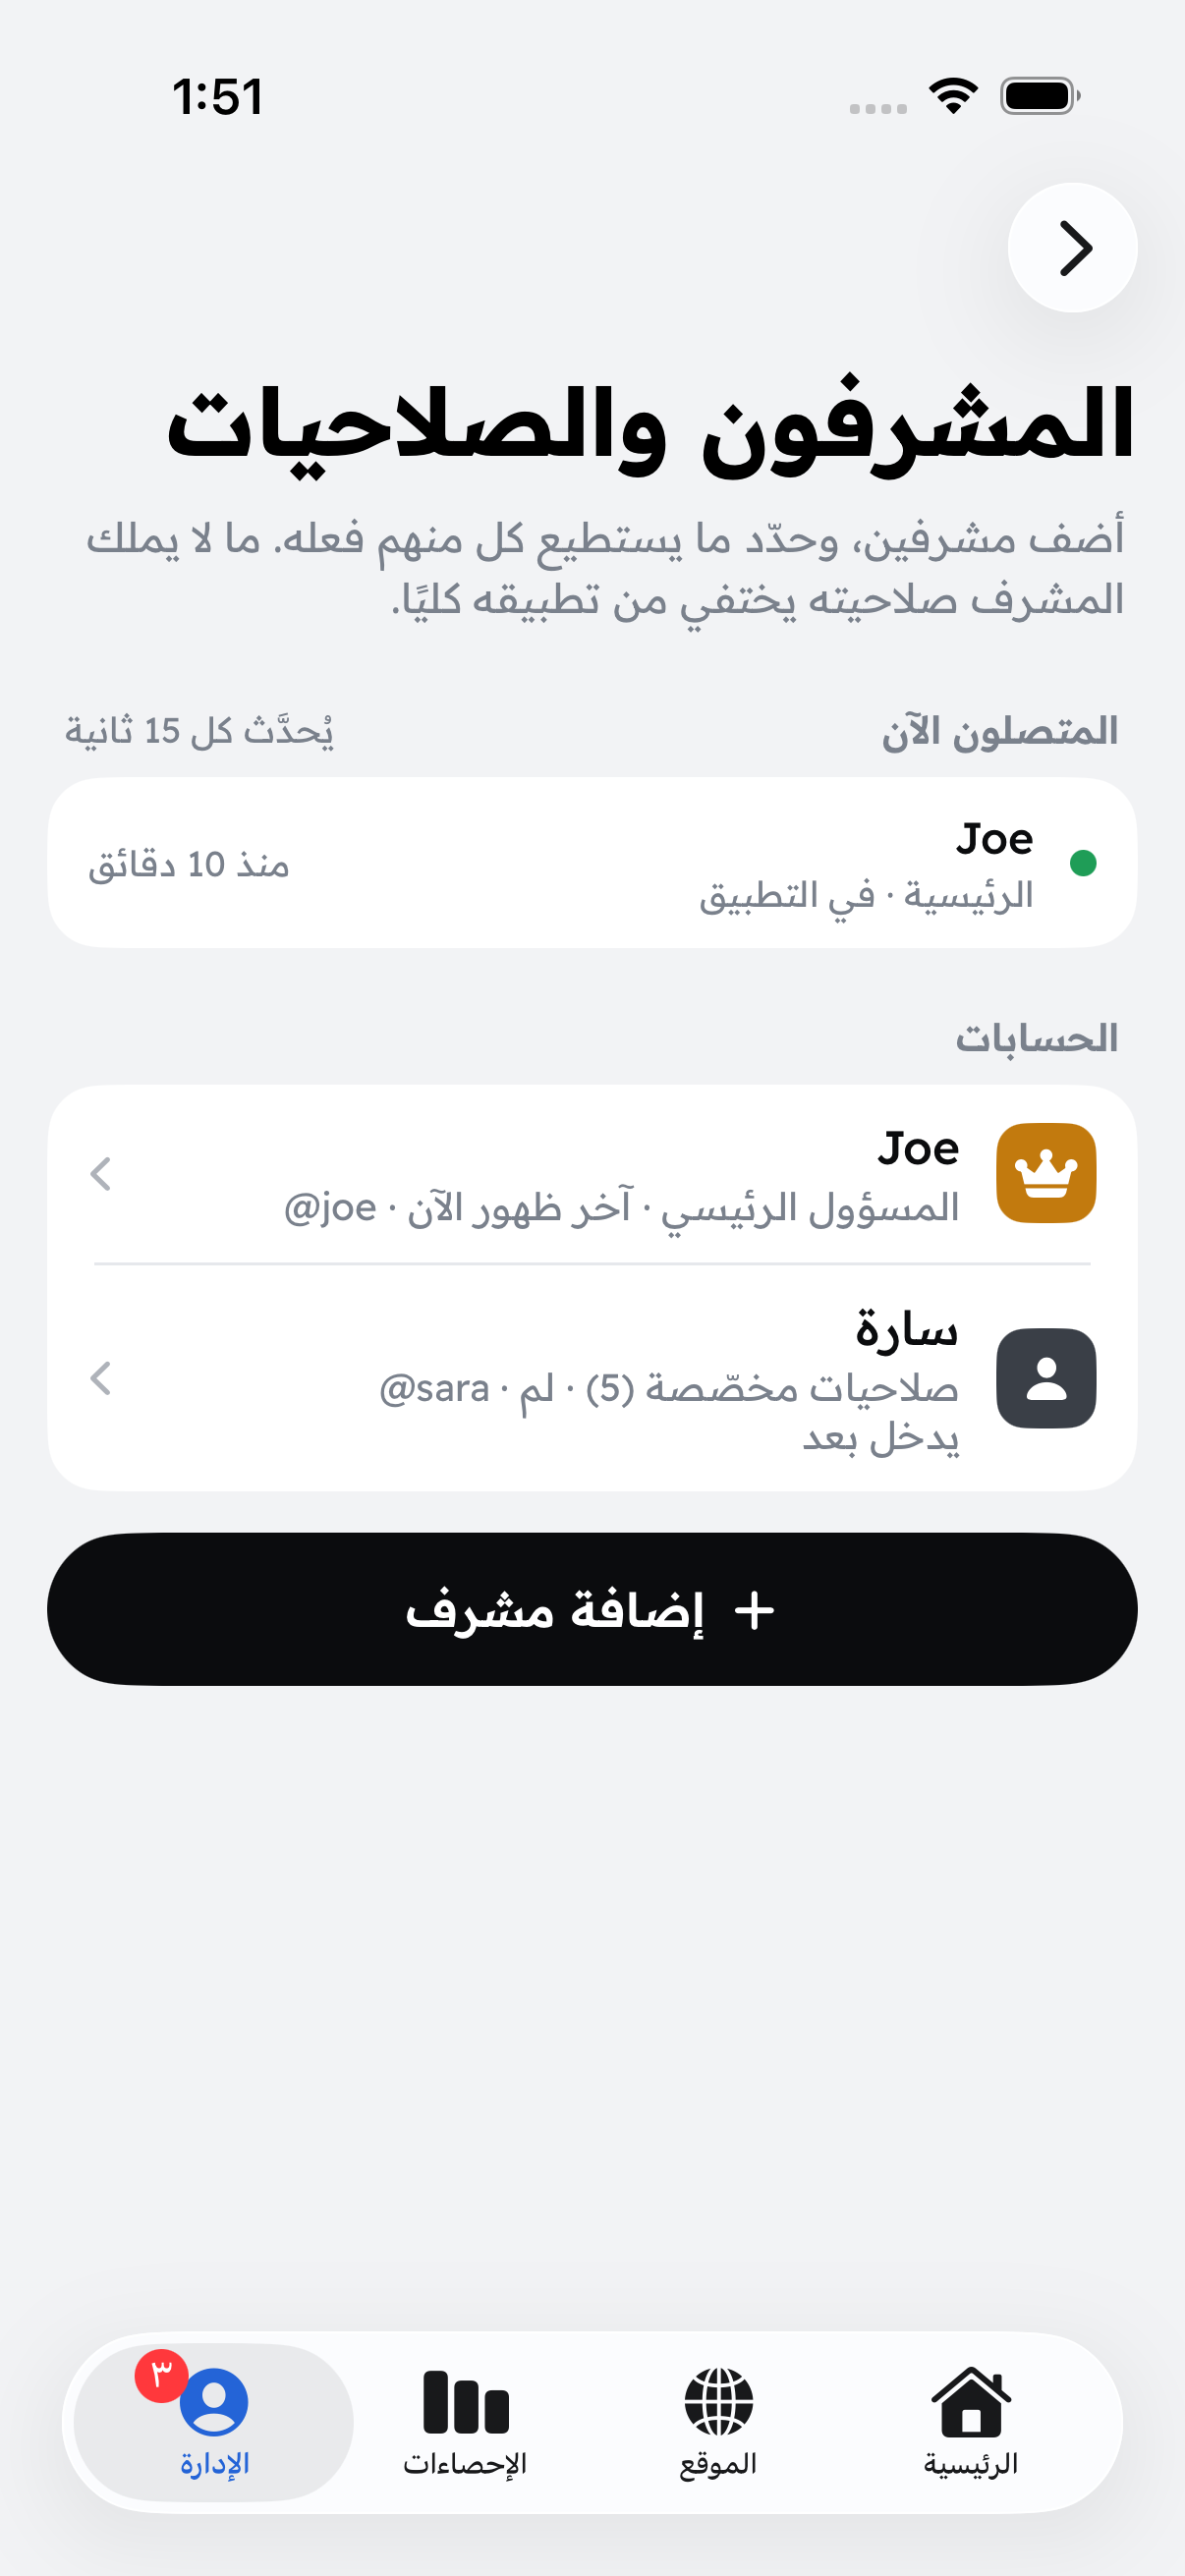 1:51
المشرفون والصلاحيات
أضف مشرفين، وحدّد ما يستطيع كل منهم فعله. ما لا يملك
المشرف صلاحيته يختفي من تطبيقه كليًا.
المتصلون الآن
يُحدَّث كل 15 ثانية
Joe
الرئيسية · في التطبيق
منذ 10 دقائق
الحسابات
Joe
المسؤول الرئيسي · آخر ظهور الآن · @joe
سارة
صلاحيات مخصّصة (5) · لم · @sara
يدخل بعد
إضافة مشرف
الرئيسية
الموقع
الإحصاءات
٣
الإدارة